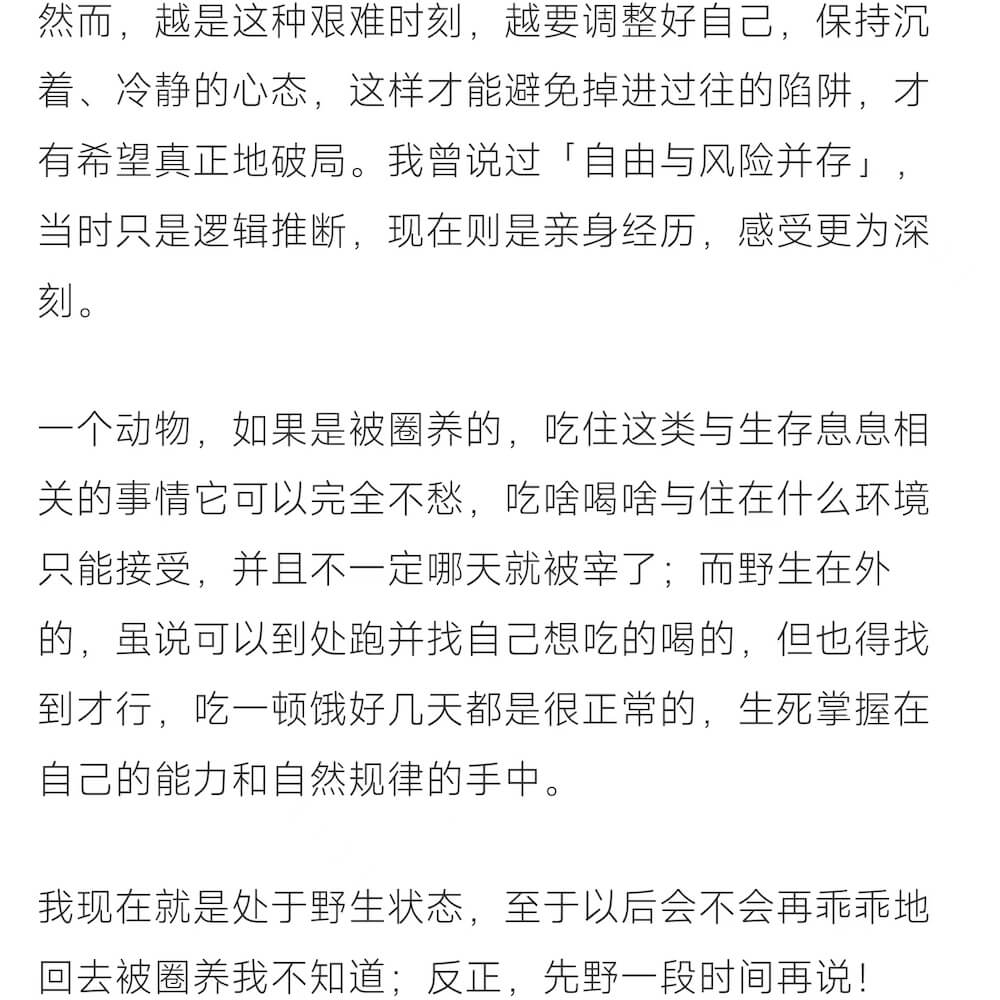 然而，越是这种艰难时刻，越要调整好自己，保持沉
着、冷静的心态，这样才能避免掉进过往的陷阱，才
有希望真正地破局。我曾说过「自由与风险并存」，
当时只是逻辑推断，现在则是亲身经历，感受更为深
刻。
一个动物，如果是被圈养的，吃住这类与生存息息相
关的事情它可以完全不愁，吃啥喝啥与住在什么环境
只能接受，并且不一定哪天就被宰了；而野生在外
的，虽说可以到处跑并找自己想吃的喝的，但也得找
到才行，吃一顿饿好几天都是很正常的，生死掌握在
自己的能力和自然规律的手中。
我现在就是处于野生状态，至于以后会不会再乖乖地
回去被圈养我不知道；反正，先野一段时间再说！